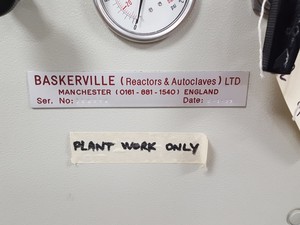 BASKERVILLE (Reactors & Autoclaves) LTD
MANCHESTER (0161-881-1540) ENGLAND
Ser. No: Date:
PLANT WORK ONLY